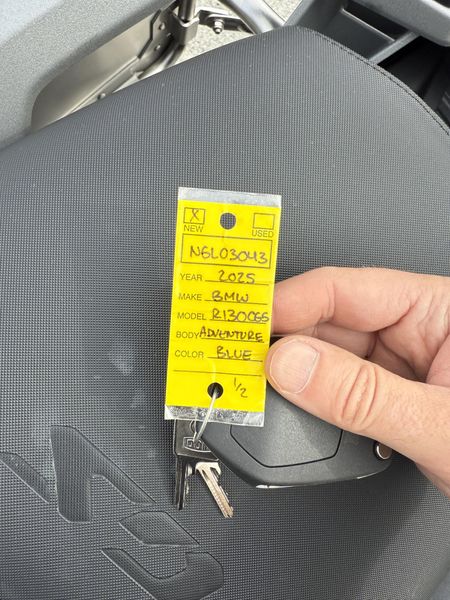 X
NEW USED
N6L03043
YEAR 2025
MAKE BMW
MODEL R1300GS
BODY ADVENTURE
COLOR BLUE
1/2